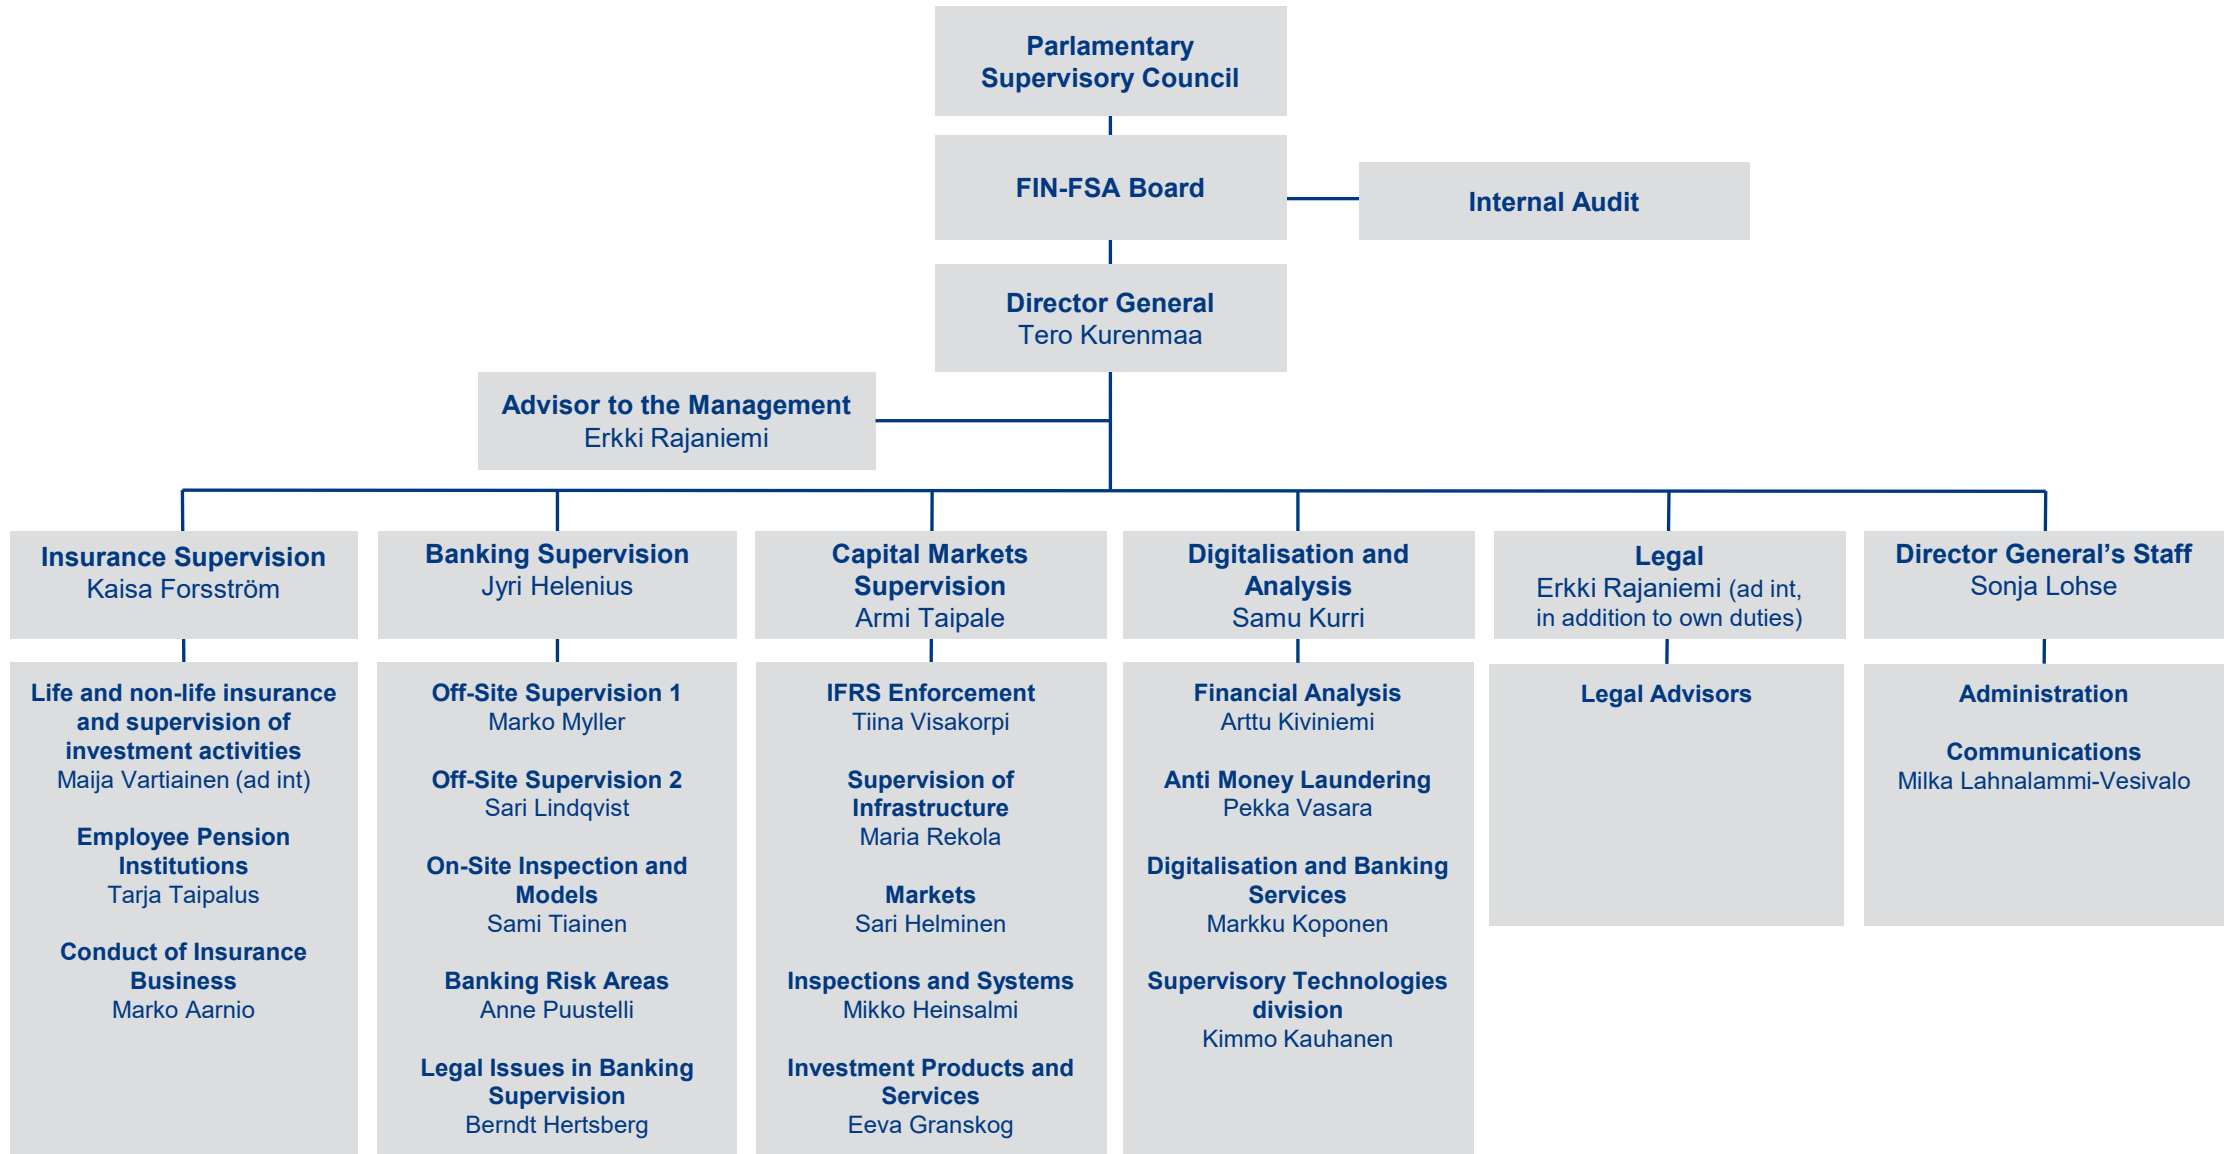 Parlamentary
Supervisory Council
FIN-FSA Board
Internal Audit
Director General
Tero Kurenmaa
Advisor to the Management
Erkki Rajaniemi
Insurance Supervision
Kaisa Forsström
Banking Supervision
Jyri Helenius
Capital Markets
Supervision
Armi Taipale
Digitalisation and
Analysis
Samu Kurri
Legal
Erkki Rajaniemi (ad int,
in addition to own duties)
Director General’s Staff
Sonja Lohse
Life and non-life insurance
and supervision of
investment activities
Maija Vartiainen (ad int)
Employee Pension
Institutions
Tarja Taipalus
Conduct of Insurance
Business
Marko Aarnio
Off-Site Supervision 1
Marko Myller
Off-Site Supervision 2
Sari Lindqvist
On-Site Inspection and
Models
Sami Tiainen
Banking Risk Areas
Anne Puustelli
Legal Issues in Banking
Supervision
Berndt Hertsberg
IFRS Enforcement
Tiina Visakorpi
Supervision of
Infrastructure
Maria Rekola
Markets
Sari Helminen
Inspections and Systems
Mikko Heinsalmi
Investment Products and
Services
Eeva Granskog
Financial Analysis
Arttu Kiviniemi
Anti Money Laundering
Pekka Vasara
Digitalisation and Banking
Services
Markku Koponen
Supervisory Technologies
division
Kimmo Kauhanen
Legal Advisors
Administration
Communications
Milka Lahnalammi-Vesivalo